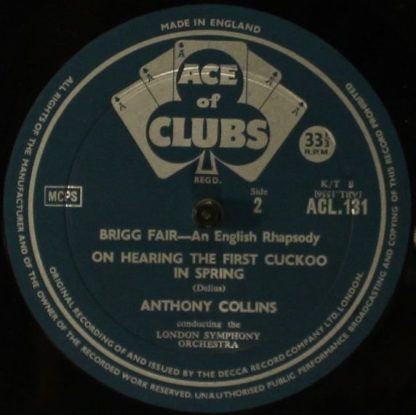 MADE IN ENGLAND
ACE
of
CLUBS
REGD.
33⅓
R.P.M.
MCPS
Side
2
K/T S
(ARL.1556)
ACL.131
BRIGG FAIR—An English Rhapsody
ON HEARING THE FIRST CUCKOO
IN SPRING
(Delius)
ANTHONY COLLINS
conducting the
LONDON SYMPHONY
ORCHESTRA
ALL RIGHTS OF THE MANUFACTURER AND OF THE OWNER OF THE RECORDED WORK RESERVED. UNAUTHORISED PUBLIC PERFORMANCE BROADCASTING AND COPYING OF THIS RECORD PROHIBITED
ORIGINAL RECORDING OF AND ISSUED BY THE DECCA RECORD COMPANY LTD, LONDON.